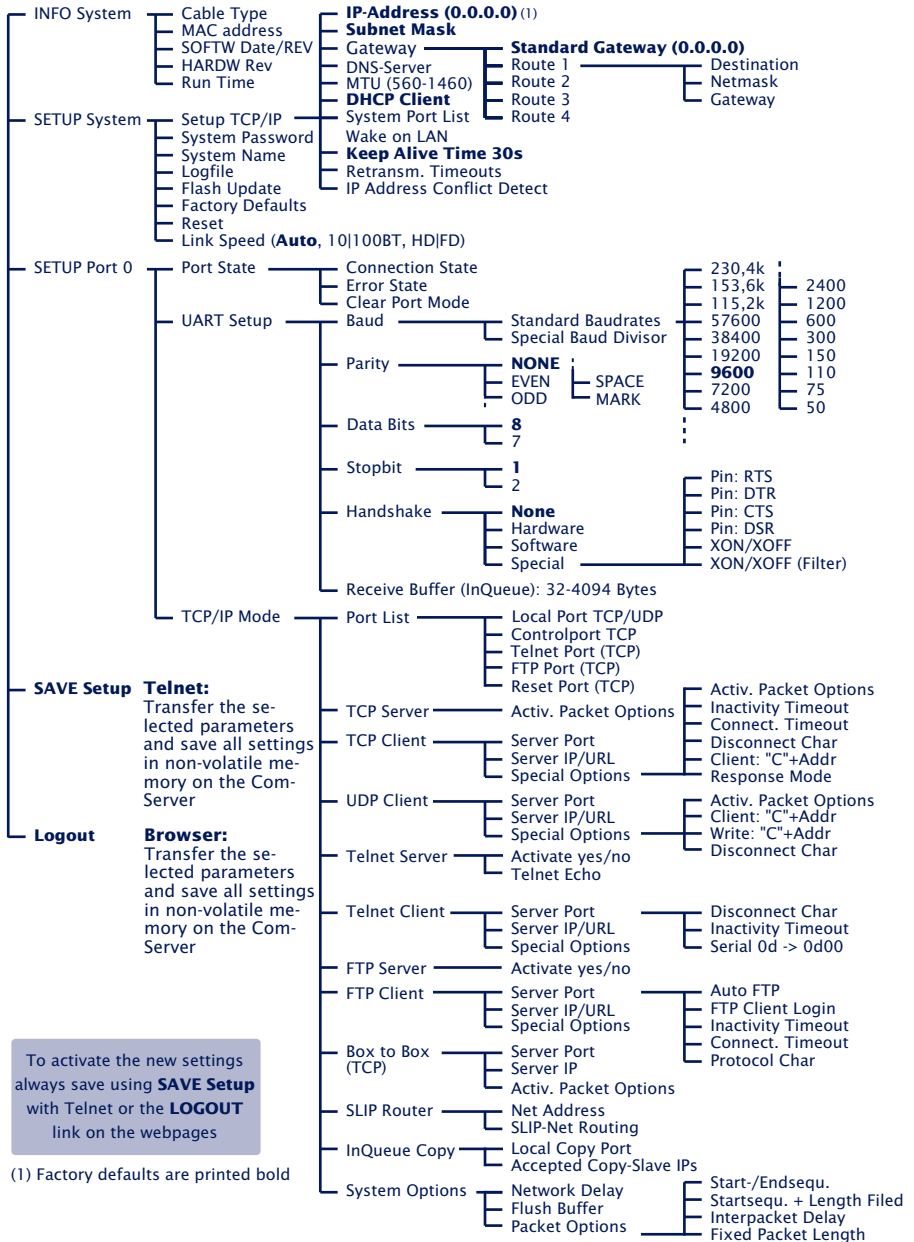 INFO System
Cable Type
MAC address
SOFTW Date/REV
HARDW Rev
Run Time
SETUP System
Setup TCP/IP
IP-Address (0.0.0.0) (1)
Subnet Mask
Gateway
Standard Gateway (0.0.0.0)
Route 1
Destination
Netmask
Gateway
Route 2
Route 3
Route 4
DNS-Server
MTU (560-1460)
DHCP Client
System Port List
Wake on LAN
Keep Alive Time 30s
Retransm. Timeouts
IP Address Conflict Detect
System Password
System Name
Logfile
Flash Update
Factory Defaults
Reset
Link Speed (Auto, 10|100BT, HD|FD)
SETUP Port 0
Port State
Connection State
Error State
Clear Port Mode
UART Setup
Baud
Standard Baudrates
Special Baud Divisor
230,4k
153,6k
115,2k
57600
38400
19200
9600
7200
4800
2400
1200
600
300
150
110
75
50
Parity
NONE
EVEN
ODD
SPACE
MARK
Data Bits
8
7
Stopbit
1
2
Handshake
None
Hardware
Software
Special
Pin: RTS
Pin: DTR
Pin: CTS
Pin: DSR
XON/XOFF
XON/XOFF (Filter)
Receive Buffer (InQueue): 32-4094 Bytes
TCP/IP Mode
Port List
Local Port TCP/UDP
Controlport TCP
Telnet Port (TCP)
FTP Port (TCP)
Reset Port (TCP)
TCP Server
Activ. Packet Options
TCP Client
Server Port
Server IP/URL
Special Options
Activ. Packet Options
Inactivity Timeout
Connect. Timeout
Disconnect Char
Client: "C"+Addr
Response Mode
UDP Client
Server Port
Server IP/URL
Special Options
Activ. Packet Options
Client: "C"+Addr
Write: "C"+Addr
Disconnect Char
Telnet Server
Activate yes/no
Telnet Echo
Telnet Client
Server Port
Server IP/URL
Special Options
Disconnect Char
Inactivity Timeout
Serial 0d -> 0d00
FTP Server
Activate yes/no
FTP Client
Server Port
Server IP/URL
Special Options
Auto FTP
FTP Client Login
Inactivity Timeout
Connect. Timeout
Protocol Char
Box to Box
(TCP)
Server Port
Server IP
Activ. Packet Options
SLIP Router
Net Address
SLIP-Net Routing
InQueue Copy
Local Copy Port
Accepted Copy-Slave IPs
System Options
Network Delay
Flush Buffer
Packet Options
Start-/Endsequ.
Startsequ. + Length Filed
Interpacket Delay
Fixed Packet Length
SAVE Setup
Telnet:
Transfer the se-
lected parameters
and save all settings
in non-volatile me-
mory on the Com-
Server
Logout
Browser:
Transfer the se-
lected parameters
and save all settings
in non-volatile me-
mory on the Com-
Server
To activate the new settings
always save using SAVE Setup
with Telnet or the LOGOUT
link on the webpages
(1) Factory defaults are printed bold